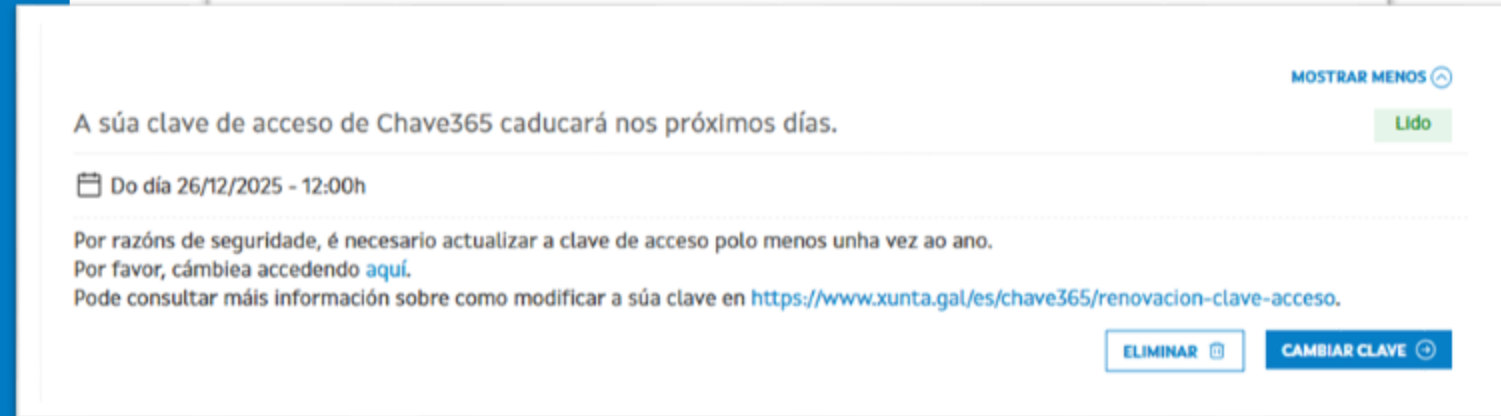 MOSTRAR MENOS
A súa clave de acceso de Chave365 caducará nos próximos días.
Lido
Do día 26/12/2025 - 12:00h
Por razóns de seguridade, é necesario actualizar a clave de acceso polo menos unha vez ao ano.
Por favor, cámbiea accedendo aquí.
Pode consultar máis información sobre como modificar a súa clave en https://www.xunta.gal/es/chave365/renovacion-clave-acceso.
ELIMINAR
CAMBIAR CLAVE